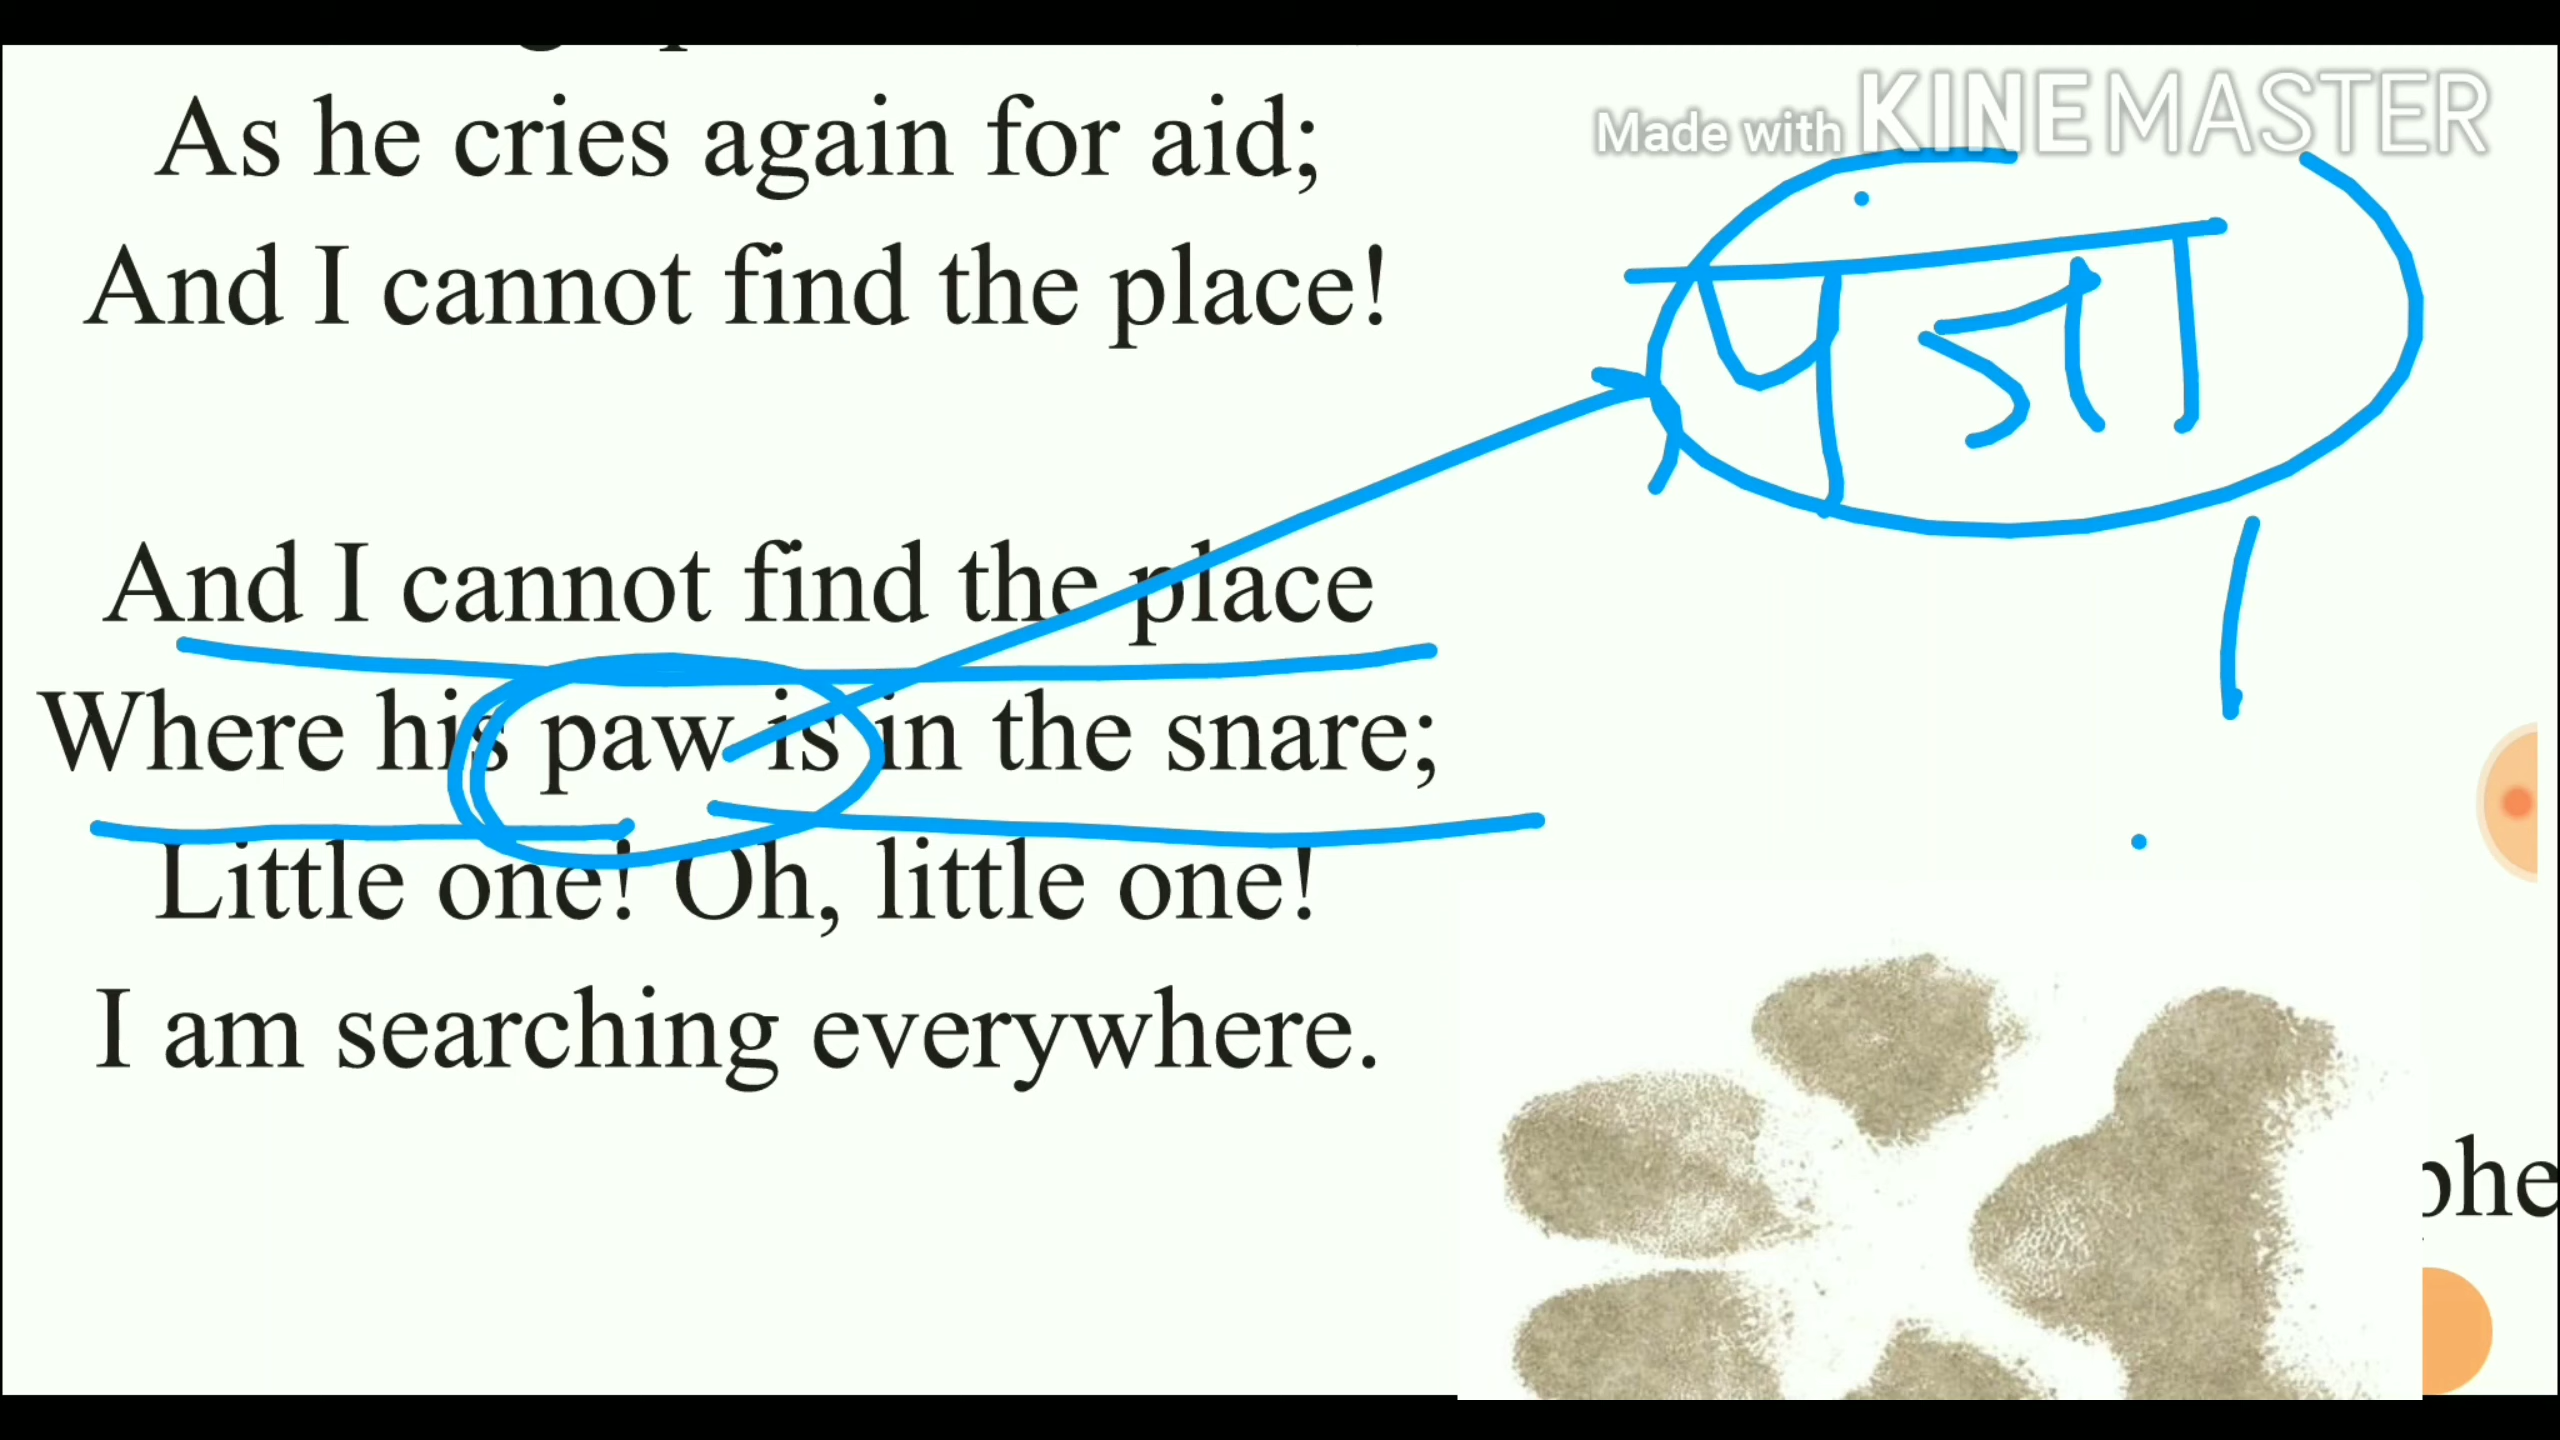 Made with KINEMASTER
As he cries again for aid;
And I cannot find the place!
पंजा
And I cannot find the place
Where his paw is in the snare;
Little one! Oh, little one!
I am searching everywhere.